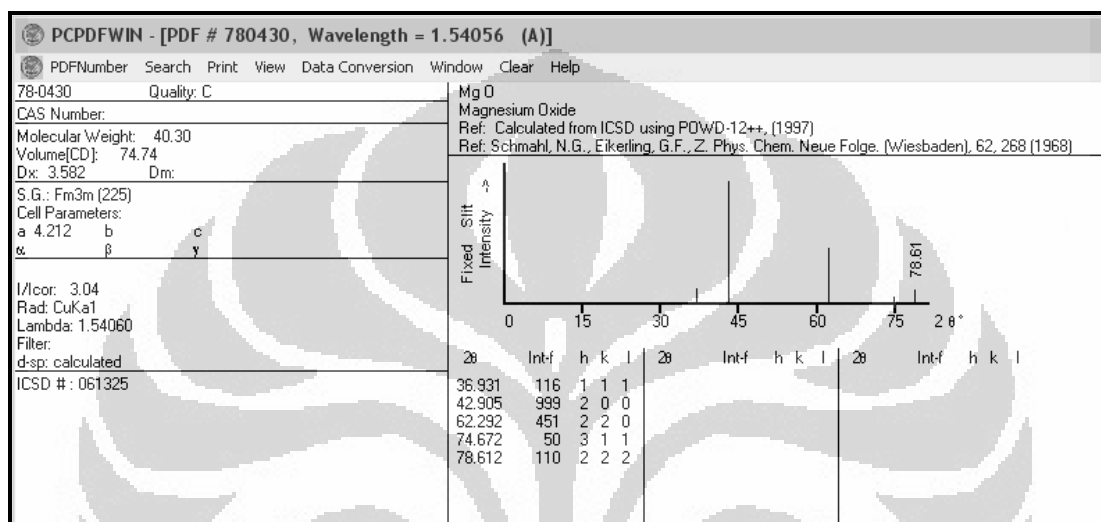 PCPDFWIN - [PDF # 780430, Wavelength = 1.54056 (A)]
PDFNumber Search Print View Data Conversion Window Clear Help
78-0430 Quality: C
CAS Number:
Molecular Weight: 40.30
Volume[CD]: 74.74
Dx: 3.582 Dm:
S.G.: Fm3m (225)
Cell Parameters:
a 4.212 b c
α β γ
I/Icor: 3.04
Rad: CuKa1
Lambda: 1.54060
Filter:
d-sp: calculated
ICSD # : 061325
Mg O
Magnesium Oxide
Ref: Calculated from ICSD using POWD-12++, (1997)
Ref: Schmahl, N.G., Eikerling, G.F., Z. Phys. Chem. Neue Folge. (Wiesbaden), 62, 268 (1968)
Fixed Slit
Intensity ->
78.61
0 15 30 45 60 75 2 θ°
2θ Int-f h k l 2θ Int-f h k l 2θ Int-f h k l
36.931 116 1 1 1
42.905 999 2 0 0
62.292 451 2 2 0
74.672 50 3 1 1
78.612 110 2 2 2